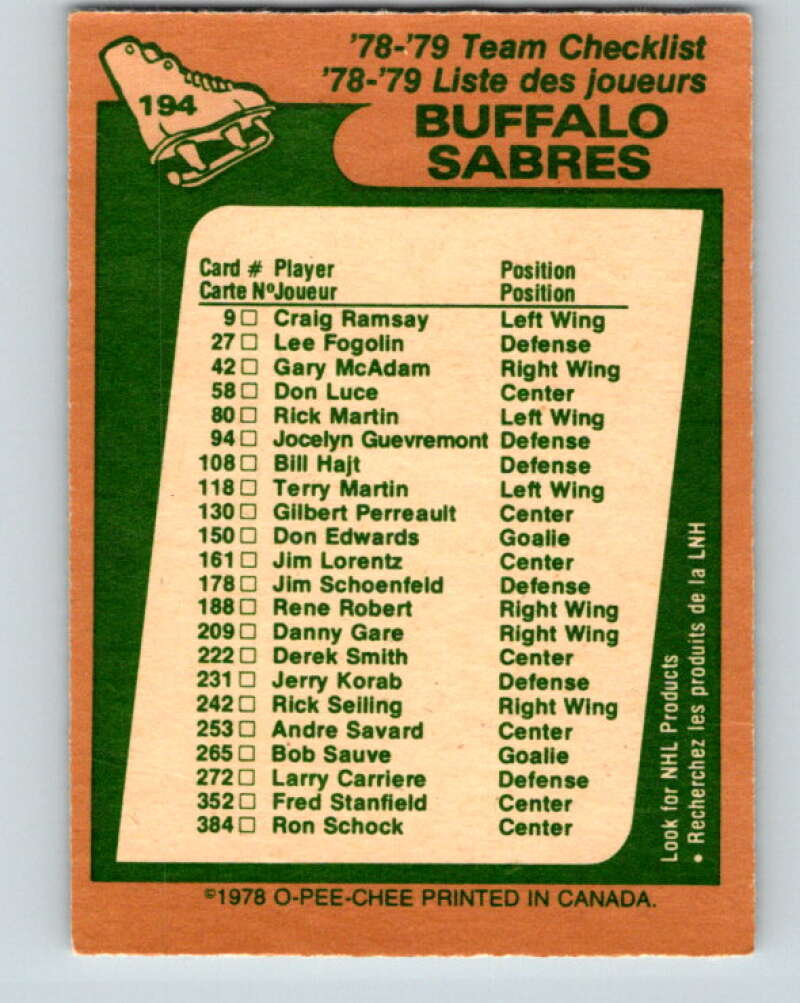 194
'78-'79 Team Checklist
'78-'79 Liste des joueurs
BUFFALO
SABRES
Card # Player Position
Carte Nº Joueur Position
9 □ Craig Ramsay Left Wing
27 □ Lee Fogolin Defense
42 □ Gary McAdam Right Wing
58 □ Don Luce Center
80 □ Rick Martin Left Wing
94 □ Jocelyn Guevremont Defense
108 □ Bill Hajt Defense
118 □ Terry Martin Left Wing
130 □ Gilbert Perreault Center
150 □ Don Edwards Goalie
161 □ Jim Lorentz Center
178 □ Jim Schoenfeld Defense
188 □ Rene Robert Right Wing
209 □ Danny Gare Right Wing
222 □ Derek Smith Center
231 □ Jerry Korab Defense
242 □ Rick Seiling Right Wing
253 □ Andre Savard Center
265 □ Bob Sauve Goalie
272 □ Larry Carriere Defense
352 □ Fred Stanfield Center
384 □ Ron Schock Center
Look for NHL Products
• Recherchez les produits de la LNH
©1978 O-PEE-CHEE PRINTED IN CANADA.